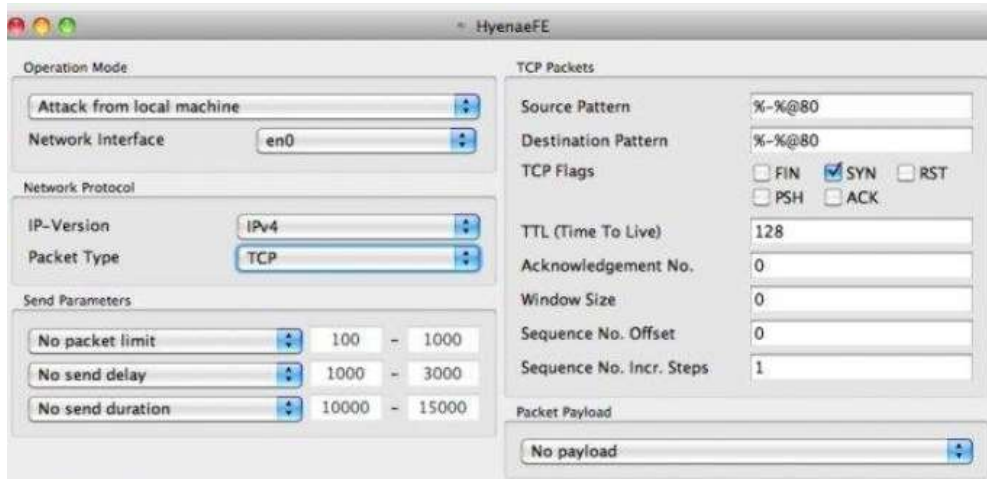 HyenaeFE
Operation Mode
Attack from local machine
Network Interface en0
Network Protocol
IP-Version IPv4
Packet Type TCP
Send Parameters
No packet limit 100 - 1000
No send delay 1000 - 3000
No send duration 10000 - 15000
TCP Packets
Source Pattern %-%@80
Destination Pattern %-%@80
TCP Flags FIN SYN RST
PSH ACK
TTL (Time To Live) 128
Acknowledgement No. 0
Window Size 0
Sequence No. Offset 0
Sequence No. Incr. Steps 1
Packet Payload
No payload